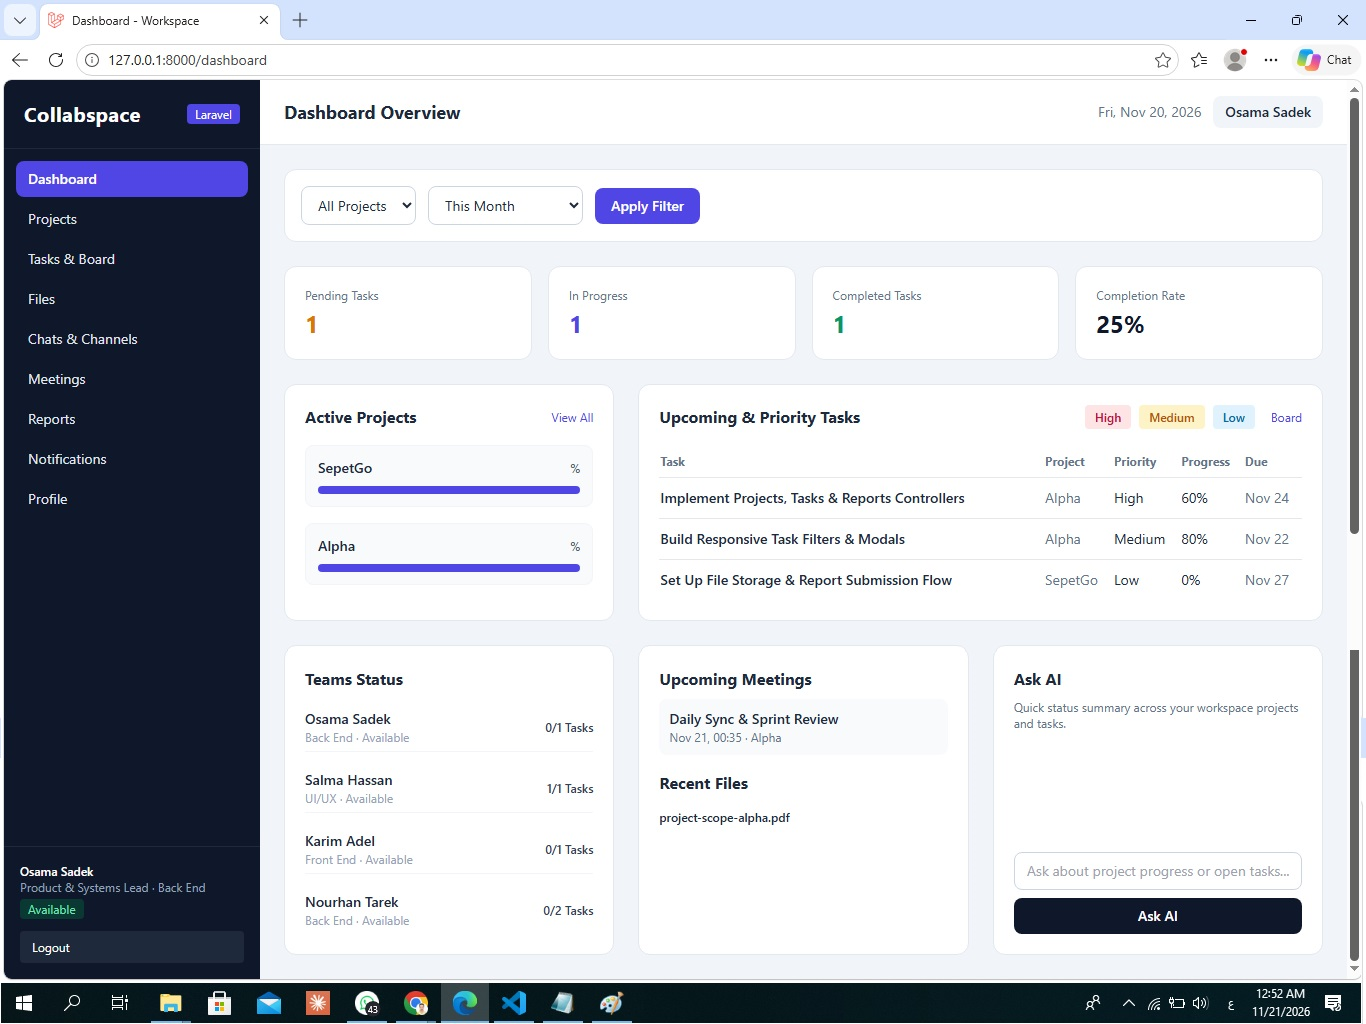 Dashboard - Workspace
127.0.0.1:8000/dashboard
Chat
Collabspace
Laravel
Dashboard
Projects
Tasks & Board
Files
Chats & Channels
Meetings
Reports
Notifications
Profile
Osama Sadek
Product & Systems Lead · Back End
Available
Logout
Dashboard Overview
Fri, Nov 20, 2026
Osama Sadek
All Projects
This Month
Apply Filter
Pending Tasks
1
In Progress
1
Completed Tasks
1
Completion Rate
25%
Active Projects
View All
SepetGo %
Alpha %
Upcoming & Priority Tasks
High
Medium
Low
Board
Task Project Priority Progress Due
Implement Projects, Tasks & Reports Controllers Alpha High 60% Nov 24
Build Responsive Task Filters & Modals Alpha Medium 80% Nov 22
Set Up File Storage & Report Submission Flow SepetGo Low 0% Nov 27
Teams Status
Osama Sadek
Back End · Available
0/1 Tasks
Salma Hassan
UI/UX · Available
1/1 Tasks
Karim Adel
Front End · Available
0/1 Tasks
Nourhan Tarek
Back End · Available
0/2 Tasks
Upcoming Meetings
Daily Sync & Sprint Review
Nov 21, 00:35 · Alpha
Recent Files
project-scope-alpha.pdf
Ask AI
Quick status summary across your workspace projects
and tasks.
Ask about project progress or open tasks...
Ask AI
43
ع
12:52 AM
11/21/2026